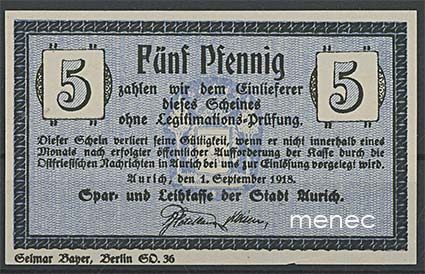 Fünf Pfennig
5 5
zahlen wir dem Einlieferer
dieses Scheines
ohne Legitimations-Prüfung.
Dieser Schein verliert seine Gültigkeit, wenn er nicht innerhalb eines
Monats nach erfolgter öffentlicher Aufforderung der Kasse durch die
Ostfriesischen Nachrichten in Aurich bei uns zur Einlösung vorgelegt wird.
Aurich, den 1. September 1918.
Spar- und Leihkasse der Stadt Aurich.
menec
Selmar Bayer, Berlin SO. 36